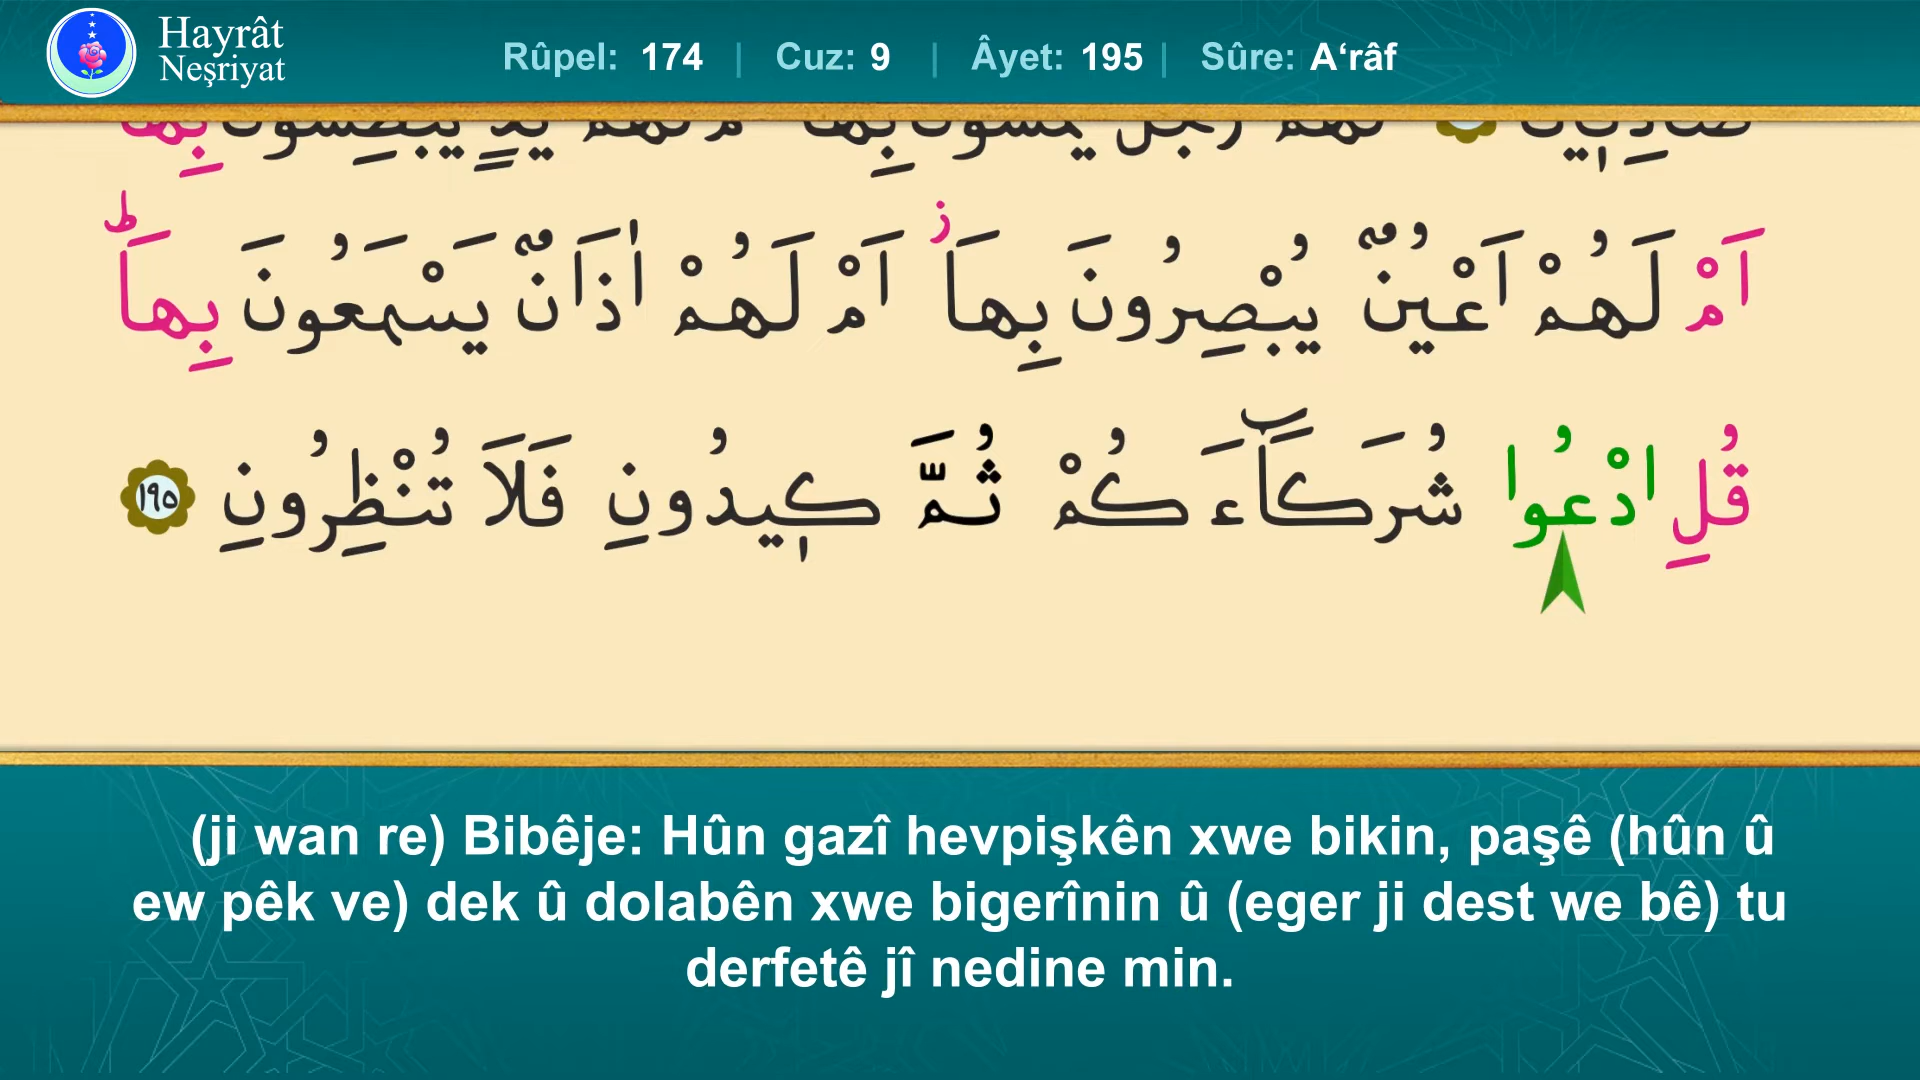 Hayrât
Neşriyat
Rûpel: 174 | Cuz: 9 | Âyet: 195 | Sûre: A‘râf
اَمْ لَهُمْ اَعْيُنٌ يُبْصِرُونَ بِهَاَ ز اَمْ لَهُمْ اٰذَانٌ يَسْمَعُونَ بِهَاَ ط
قُلِ ادْعُوا شُرَكَاَۤءَكُمْ ثُمَّ كٖيدُونِ فَلَا تُنْظِرُونِ ١٩٥
(ji wan re) Bibêje: Hûn gazî hevpişkên xwe bikin, paşê (hûn û
ew pêk ve) dek û dolabên xwe bigerînin û (eger ji dest we bê) tu
derfetê jî nedine min.